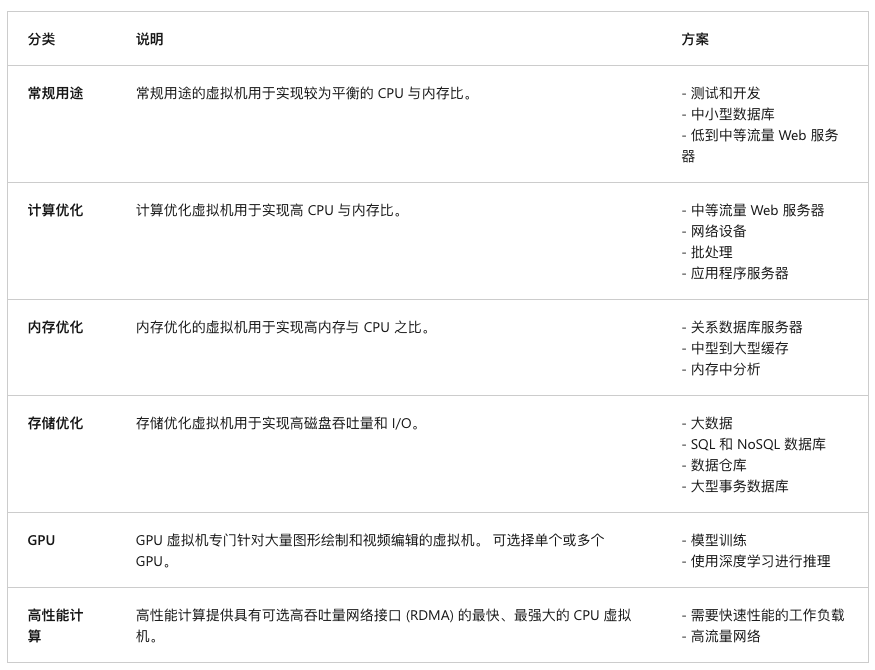 分类 说明 方案
常规用途 常规用途的虚拟机用于实现较为平衡的 CPU 与内存比。 - 测试和开发
- 中小型数据库
- 低到中等流量 Web 服务
器
计算优化 计算优化虚拟机用于实现高 CPU 与内存比。 - 中等流量 Web 服务器
- 网络设备
- 批处理
- 应用程序服务器
内存优化 内存优化的虚拟机用于实现高内存与 CPU 之比。 - 关系数据库服务器
- 中型到大型缓存
- 内存中分析
存储优化 存储优化虚拟机用于实现高磁盘吞吐量和 I/O。 - 大数据
- SQL 和 NoSQL 数据库
- 数据仓库
- 大型事务数据库
GPU GPU 虚拟机专门针对大量图形绘制和视频编辑的虚拟机。 可选择单个或多个 - 模型训练
GPU。 - 使用深度学习进行推理
高性能计 高性能计算提供具有可选高吞吐量网络接口 (RDMA) 的最快、最强大的 CPU 虚拟 - 需要快速性能的工作负载
算 机。 - 高流量网络